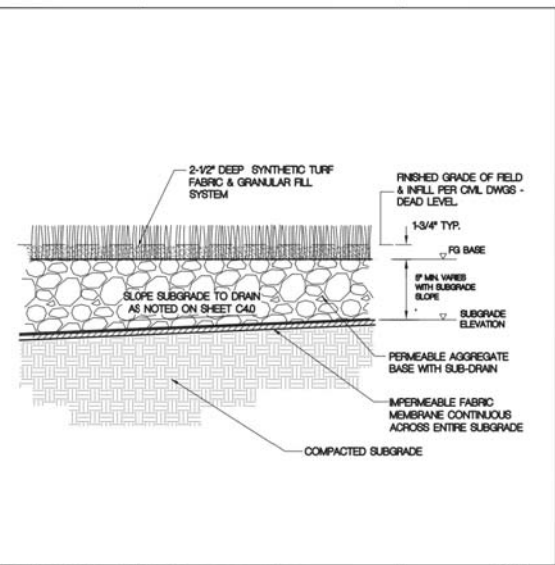 2-1/2" DEEP SYNTHETIC TURF
FABRIC & GRANULAR FILL
SYSTEM
FINISHED GRADE OF FIELD
& INFILL PER CIVIL DWGS -
DEAD LEVEL.
1-3/4" TYP.
FG BASE
MIN. VARIES
WITH SUBGRADE
SLOPE
SLOPE SUBGRADE TO DRAIN
AS NOTED ON SHEET C4.0
SUBGRADE
ELEVATION
PERMEABLE AGGREGATE
BASE WITH SUB-DRAIN
IMPERMEABLE FABRIC
MEMBRANE CONTINUOUS
ACROSS ENTIRE SUBGRADE
COMPACTED SUBGRADE